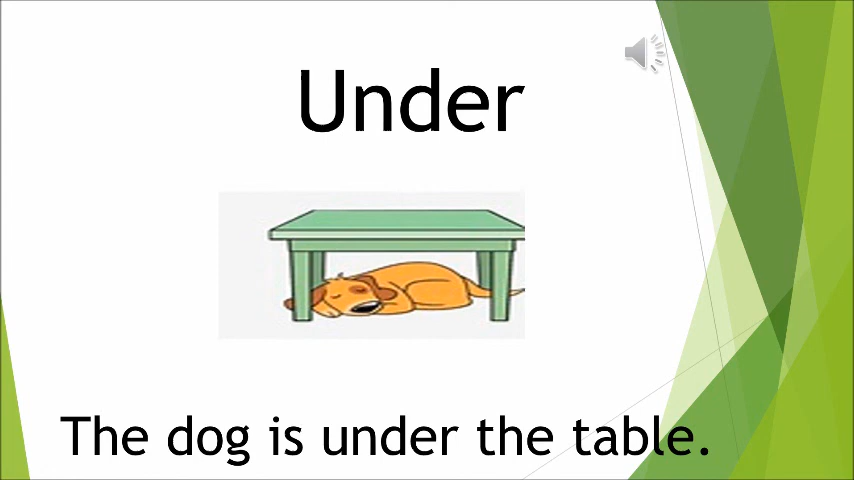 Under
The dog is under the table.